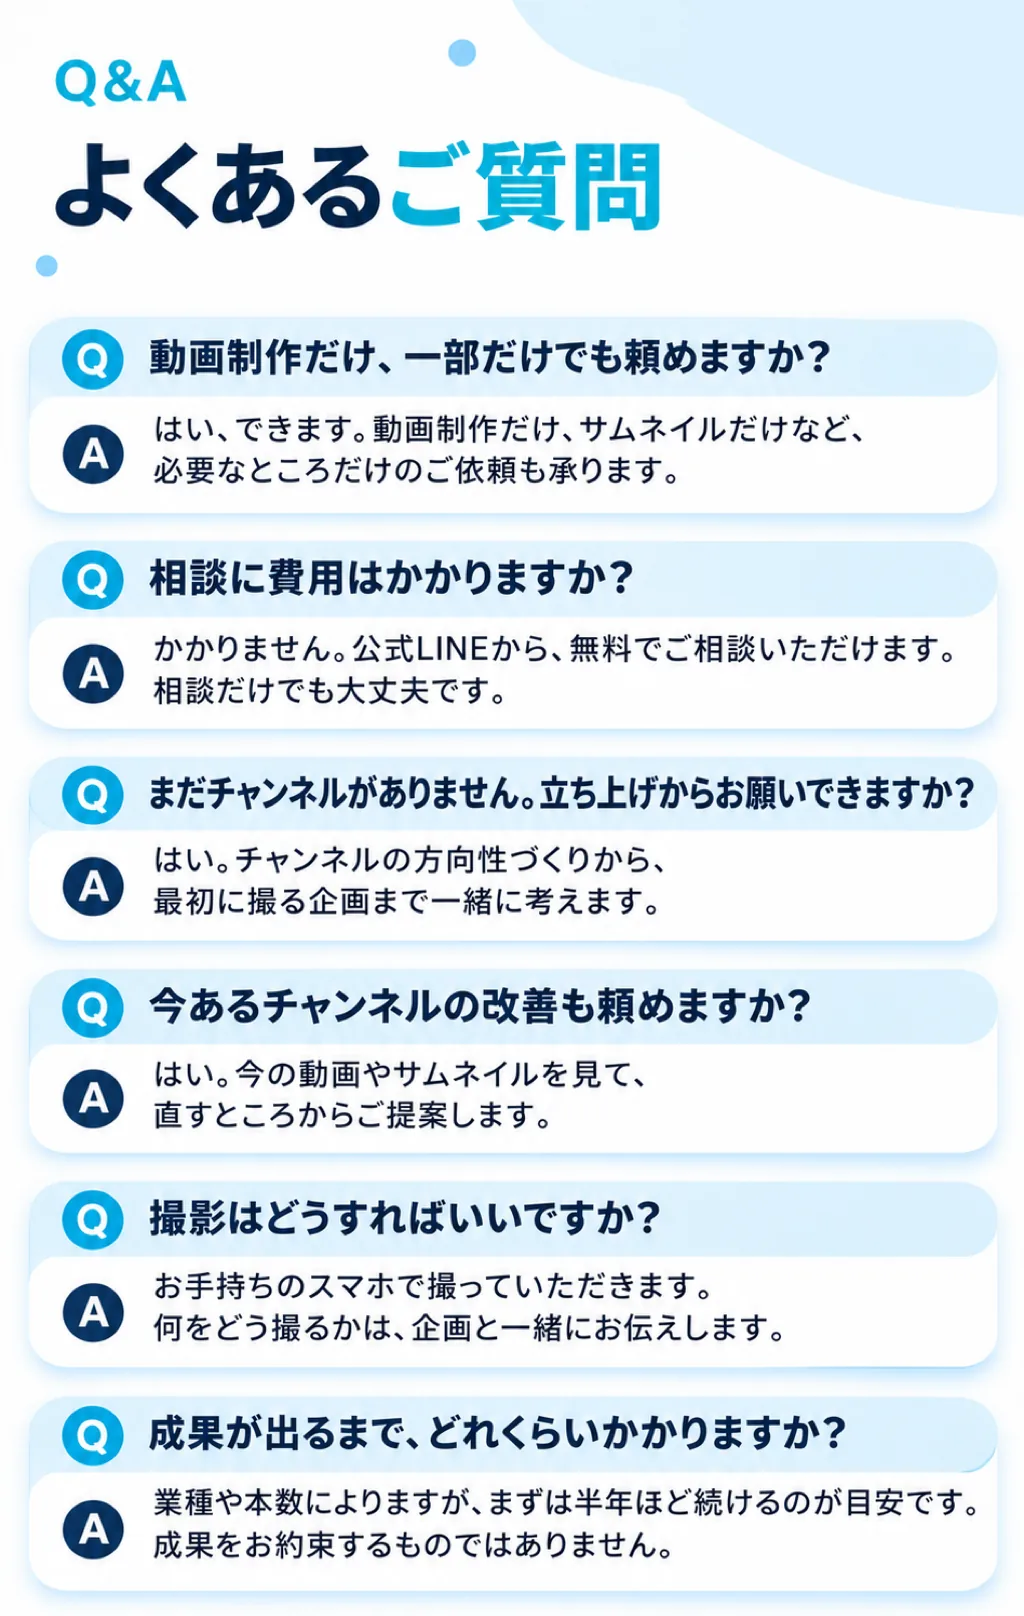 Q&A
よくあるご質問
Q 動画制作だけ、一部だけでも頼めますか？
A はい、できます。動画制作だけ、サムネイルだけなど、
必要なところだけのご依頼も承ります。
Q 相談に費用はかかりますか？
A かかりません。公式LINEから、無料でご相談いただけます。
相談だけでも大丈夫です。
Q まだチャンネルがありません。立ち上げからお願いできますか？
A はい。チャンネルの方向性づくりから、
最初に撮る企画まで一緒に考えます。
Q 今あるチャンネルの改善も頼めますか？
A はい。今の動画やサムネイルを見て、
直すところからご提案します。
Q 撮影はどうすればいいですか？
A お手持ちのスマホで撮っていただきます。
何をどう撮るかは、企画と一緒にお伝えします。
Q 成果が出るまで、どれくらいかかりますか？
A 業種や本数によりますが、まずは半年ほど続けるのが目安です。
成果をお約束するものではありません。